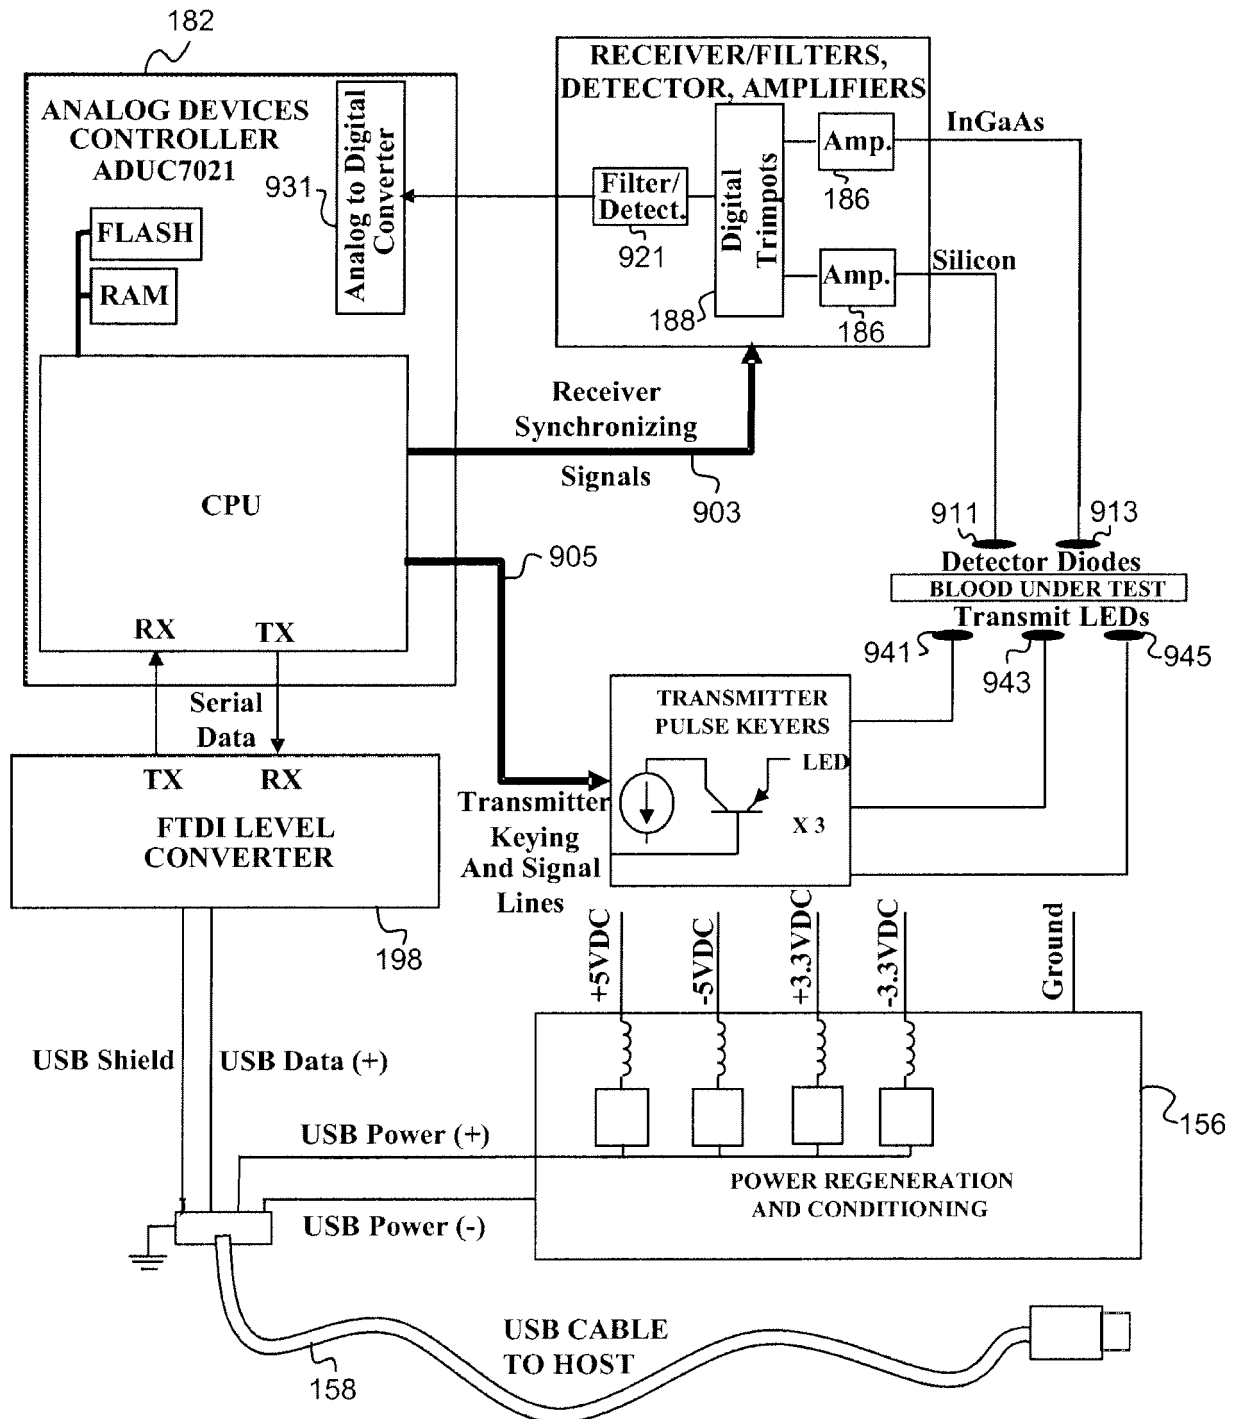 182
ANALOG DEVICES
CONTROLLER
ADUC7021
931
Analog to Digital
Converter
FLASH
RAM
CPU
RX
TX
RECEIVER/FILTERS,
DETECTOR, AMPLIFIERS
Filter/
Detect.
921
Digital
Trimpots
188
Amp.
186
Amp.
186
InGaAs
Silicon
Receiver
Synchronizing
Signals
903
905
911
913
Detector Diodes
BLOOD UNDER TEST
Transmit LEDs
941
943
945
Serial
Data
TX
RX
FTDI LEVEL
CONVERTER
198
TRANSMITTER
PULSE KEYERS
LED
X 3
Transmitter
Keying
And Signal
Lines
+5VDC
-5VDC
+3.3VDC
-3.3VDC
Ground
USB Shield
USB Data (+)
USB Power (+)
USB Power (-)
POWER REGENERATION
AND CONDITIONING
156
USB CABLE
TO HOST
158